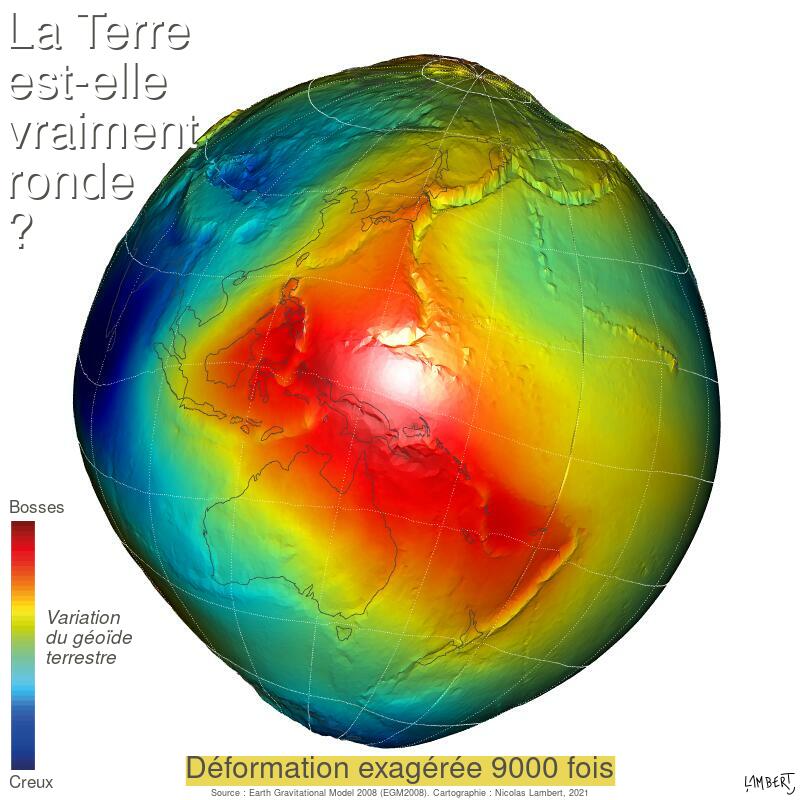 La Terre
est-elle
vraiment
ronde
?
Bosses
Variation
du géoïde
terrestre
Creux
Déformation exagérée 9000 fois
Source : Earth Gravitational Model 2008 (EGM2008). Cartographie : Nicolas Lambert, 2021
LAMBERT